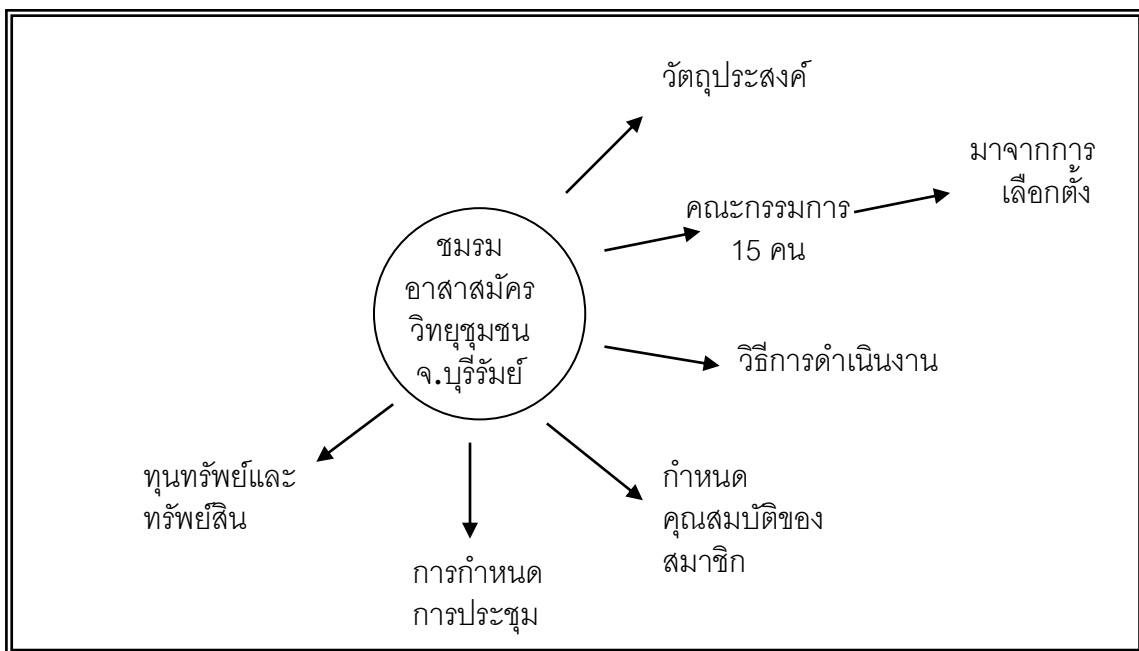 วัตถุประสงค์
มาจากการ
เลือกตั้ง
คณะกรรมการ
15 คน
ชมรม
อาสาสมัคร
วิทยุชุมชน
จ.บุรีรัมย์
วิธีการดำเนินงาน
ทุนทรัพย์และ
ทรัพย์สิน
กำหนด
คุณสมบัติของ
สมาชิก
การกำหนด
การประชุม